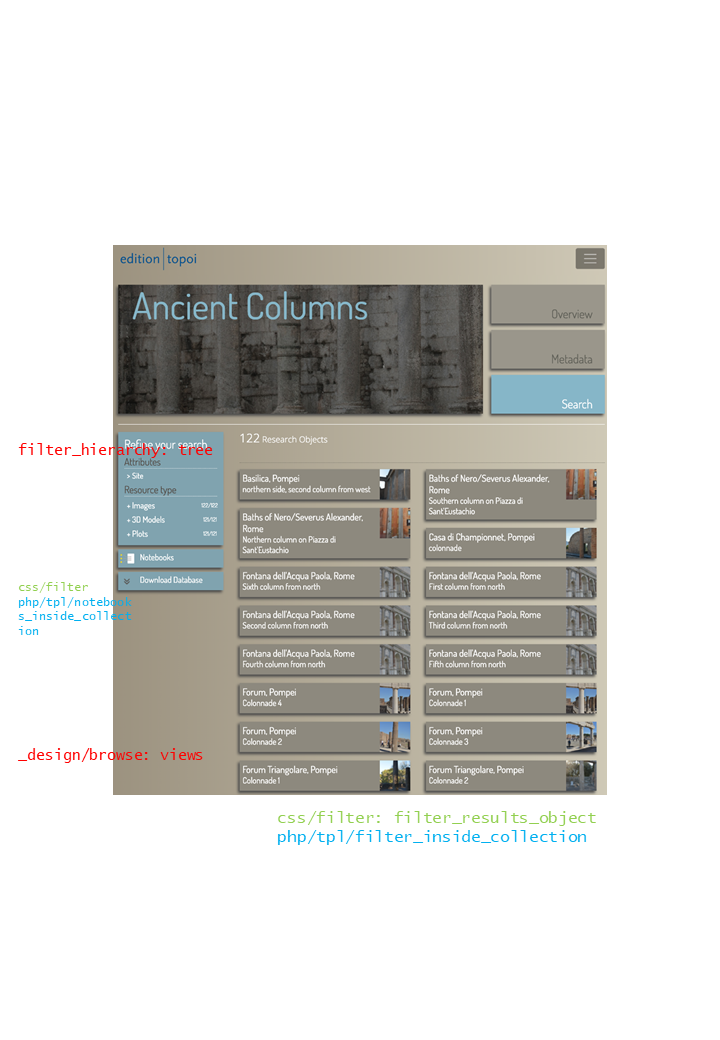 edition topoi
Ancient Columns
Overview
Metadata
Search
Refine your search
filter_hierarchy: tree
Attributes
> Site
Resource type
+ Images 122/122
+ 3D Models 121/121
+ Plots 121/121
Notebooks
Download Database
css/filter
php/tpl/notebook
s_inside_collect
ion
_design/browse: views
122 Research Objects
Basilica, Pompei
northern side, second column from west
Baths of Nero/Severus Alexander,
Rome
Southern column on Piazza di
Sant'Eustachio
Baths of Nero/Severus Alexander,
Rome
Northern column on Piazza di
Sant'Eustachio
Casa di Championnet, Pompei
colonnade
Fontana dell'Acqua Paola, Rome
Sixth column from north
Fontana dell'Acqua Paola, Rome
First column from north
Fontana dell'Acqua Paola, Rome
Second column from north
Fontana dell'Acqua Paola, Rome
Third column from north
Fontana dell'Acqua Paola, Rome
Fourth column from north
Fontana dell'Acqua Paola, Rome
Fifth column from north
Forum, Pompei
Colonnade 4
Forum, Pompei
Colonnade 1
Forum, Pompei
Colonnade 2
Forum, Pompei
Colonnade 3
Forum Triangolare, Pompei
Colonnade 1
Forum Triangolare, Pompei
Colonnade 2
css/filter: filter_results_object
php/tpl/filter_inside_collection